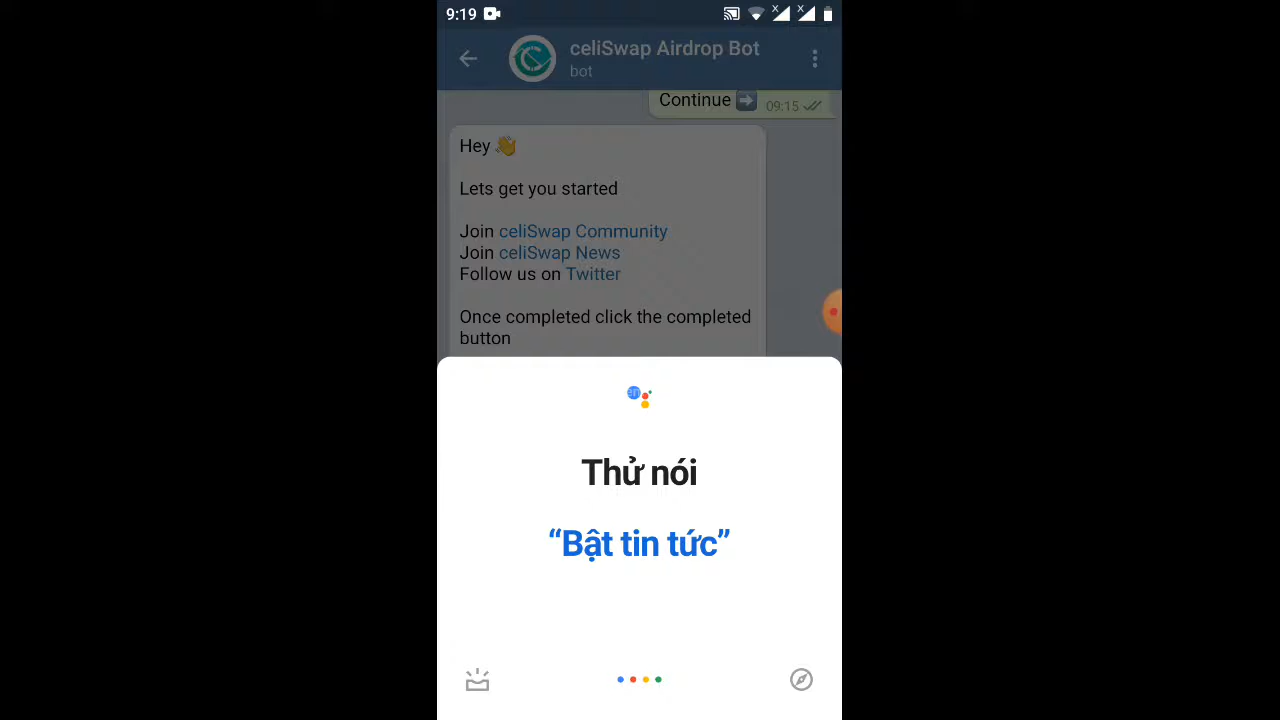 9:19
celiSwap Airdrop Bot
bot
Continue ➡️ 09:15
Hey 👋
Lets get you started
Join celiSwap Community
Join celiSwap News
Follow us on Twitter
Once completed click the completed
button
Thử nói
“Bật tin tức”